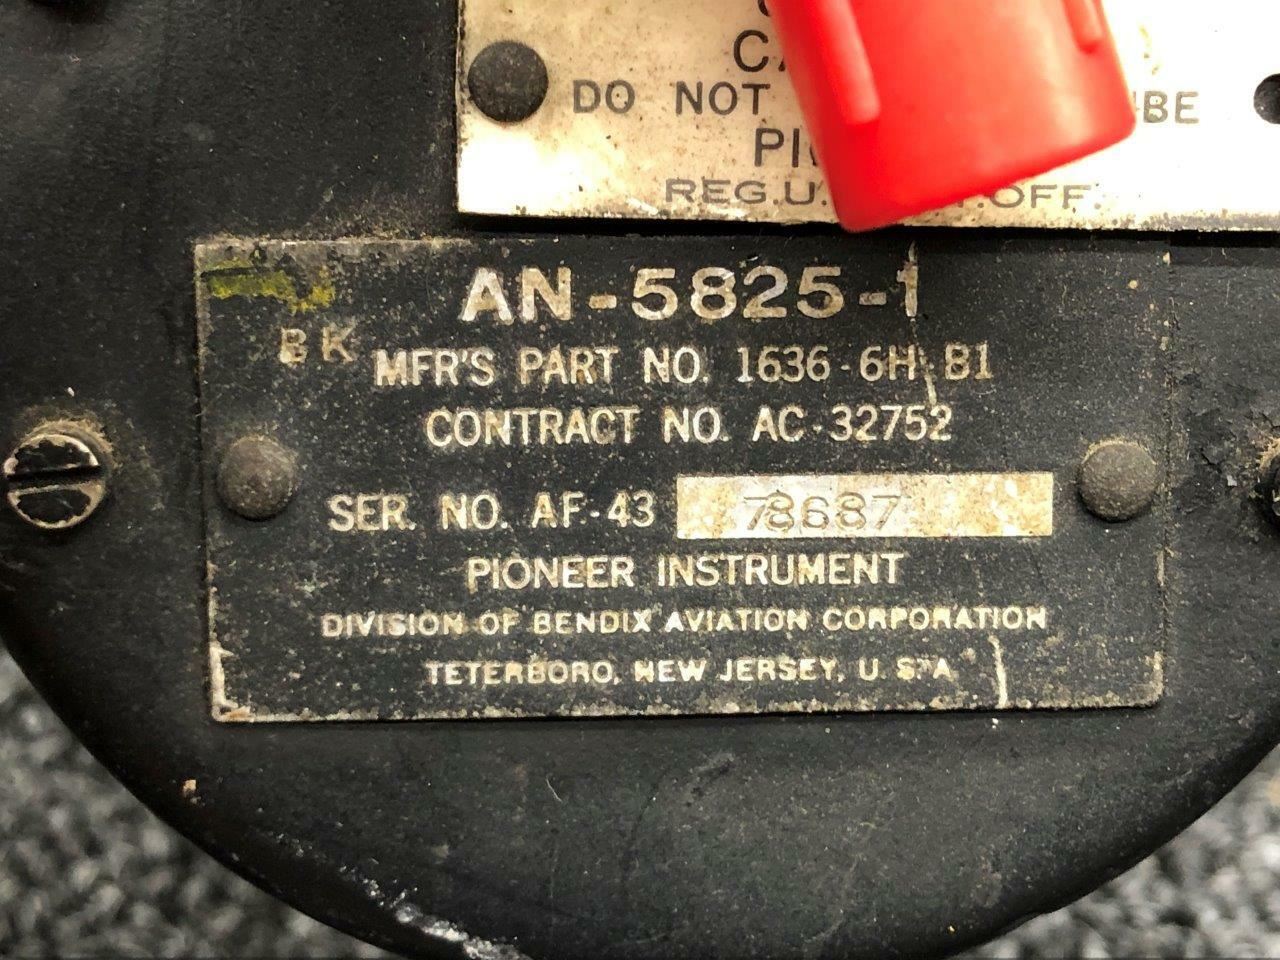 DO NOT
REG.U. .OFF.
AN-5825-1
BK
MFR'S PART NO. 1636-6H-B1
CONTRACT NO. AC-32752
SER. NO. AF-43 78687
PIONEER INSTRUMENT
DIVISION OF BENDIX AVIATION CORPORATION
TETERBORO, NEW JERSEY, U.S.A.